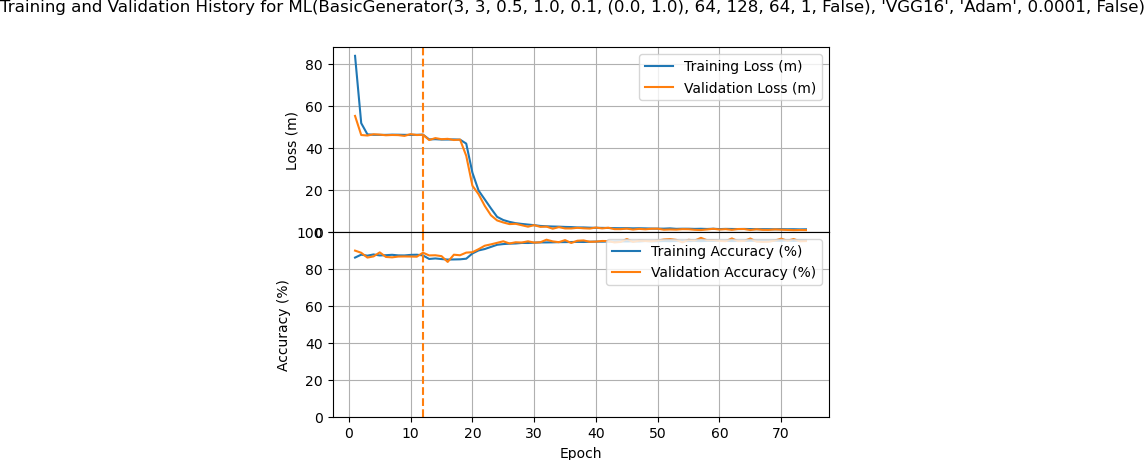 Training and Validation History for ML(BasicGenerator(3, 3, 0.5, 1.0, 0.1, (0.0, 1.0), 64, 128, 64, 1, False), 'VGG16', 'Adam', 0.0001, False)
Loss (m)
80
60
40
20
0
Training Loss (m)
Validation Loss (m)
Accuracy (%)
100
80
60
40
20
0
Training Accuracy (%)
Validation Accuracy (%)
0 10 20 30 40 50 60 70
Epoch